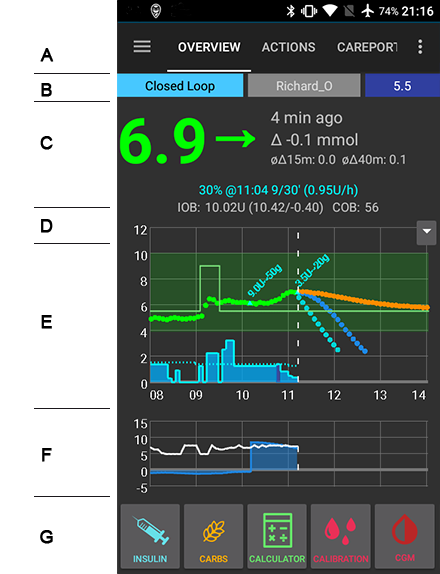 74% 21:16
A
OVERVIEW ACTIONS CAREPORT
B
Closed Loop Richard_O 5.5
C
6.9
4 min ago
Δ -0.1 mmol
øΔ15m: 0.0 øΔ40m: 0.1
30% @11:04 9/30' (0.95U/h)
IOB: 10.02U (10.42/-0.40) COB: 56
D
E
12
10
8
6
4
2
0
9.0U~50g
3.5U~20g
08 09 10 11 12 13 14
F
15
10
5
0
-5
G
INSULIN CARBS CALCULATOR CALIBRATION CGM